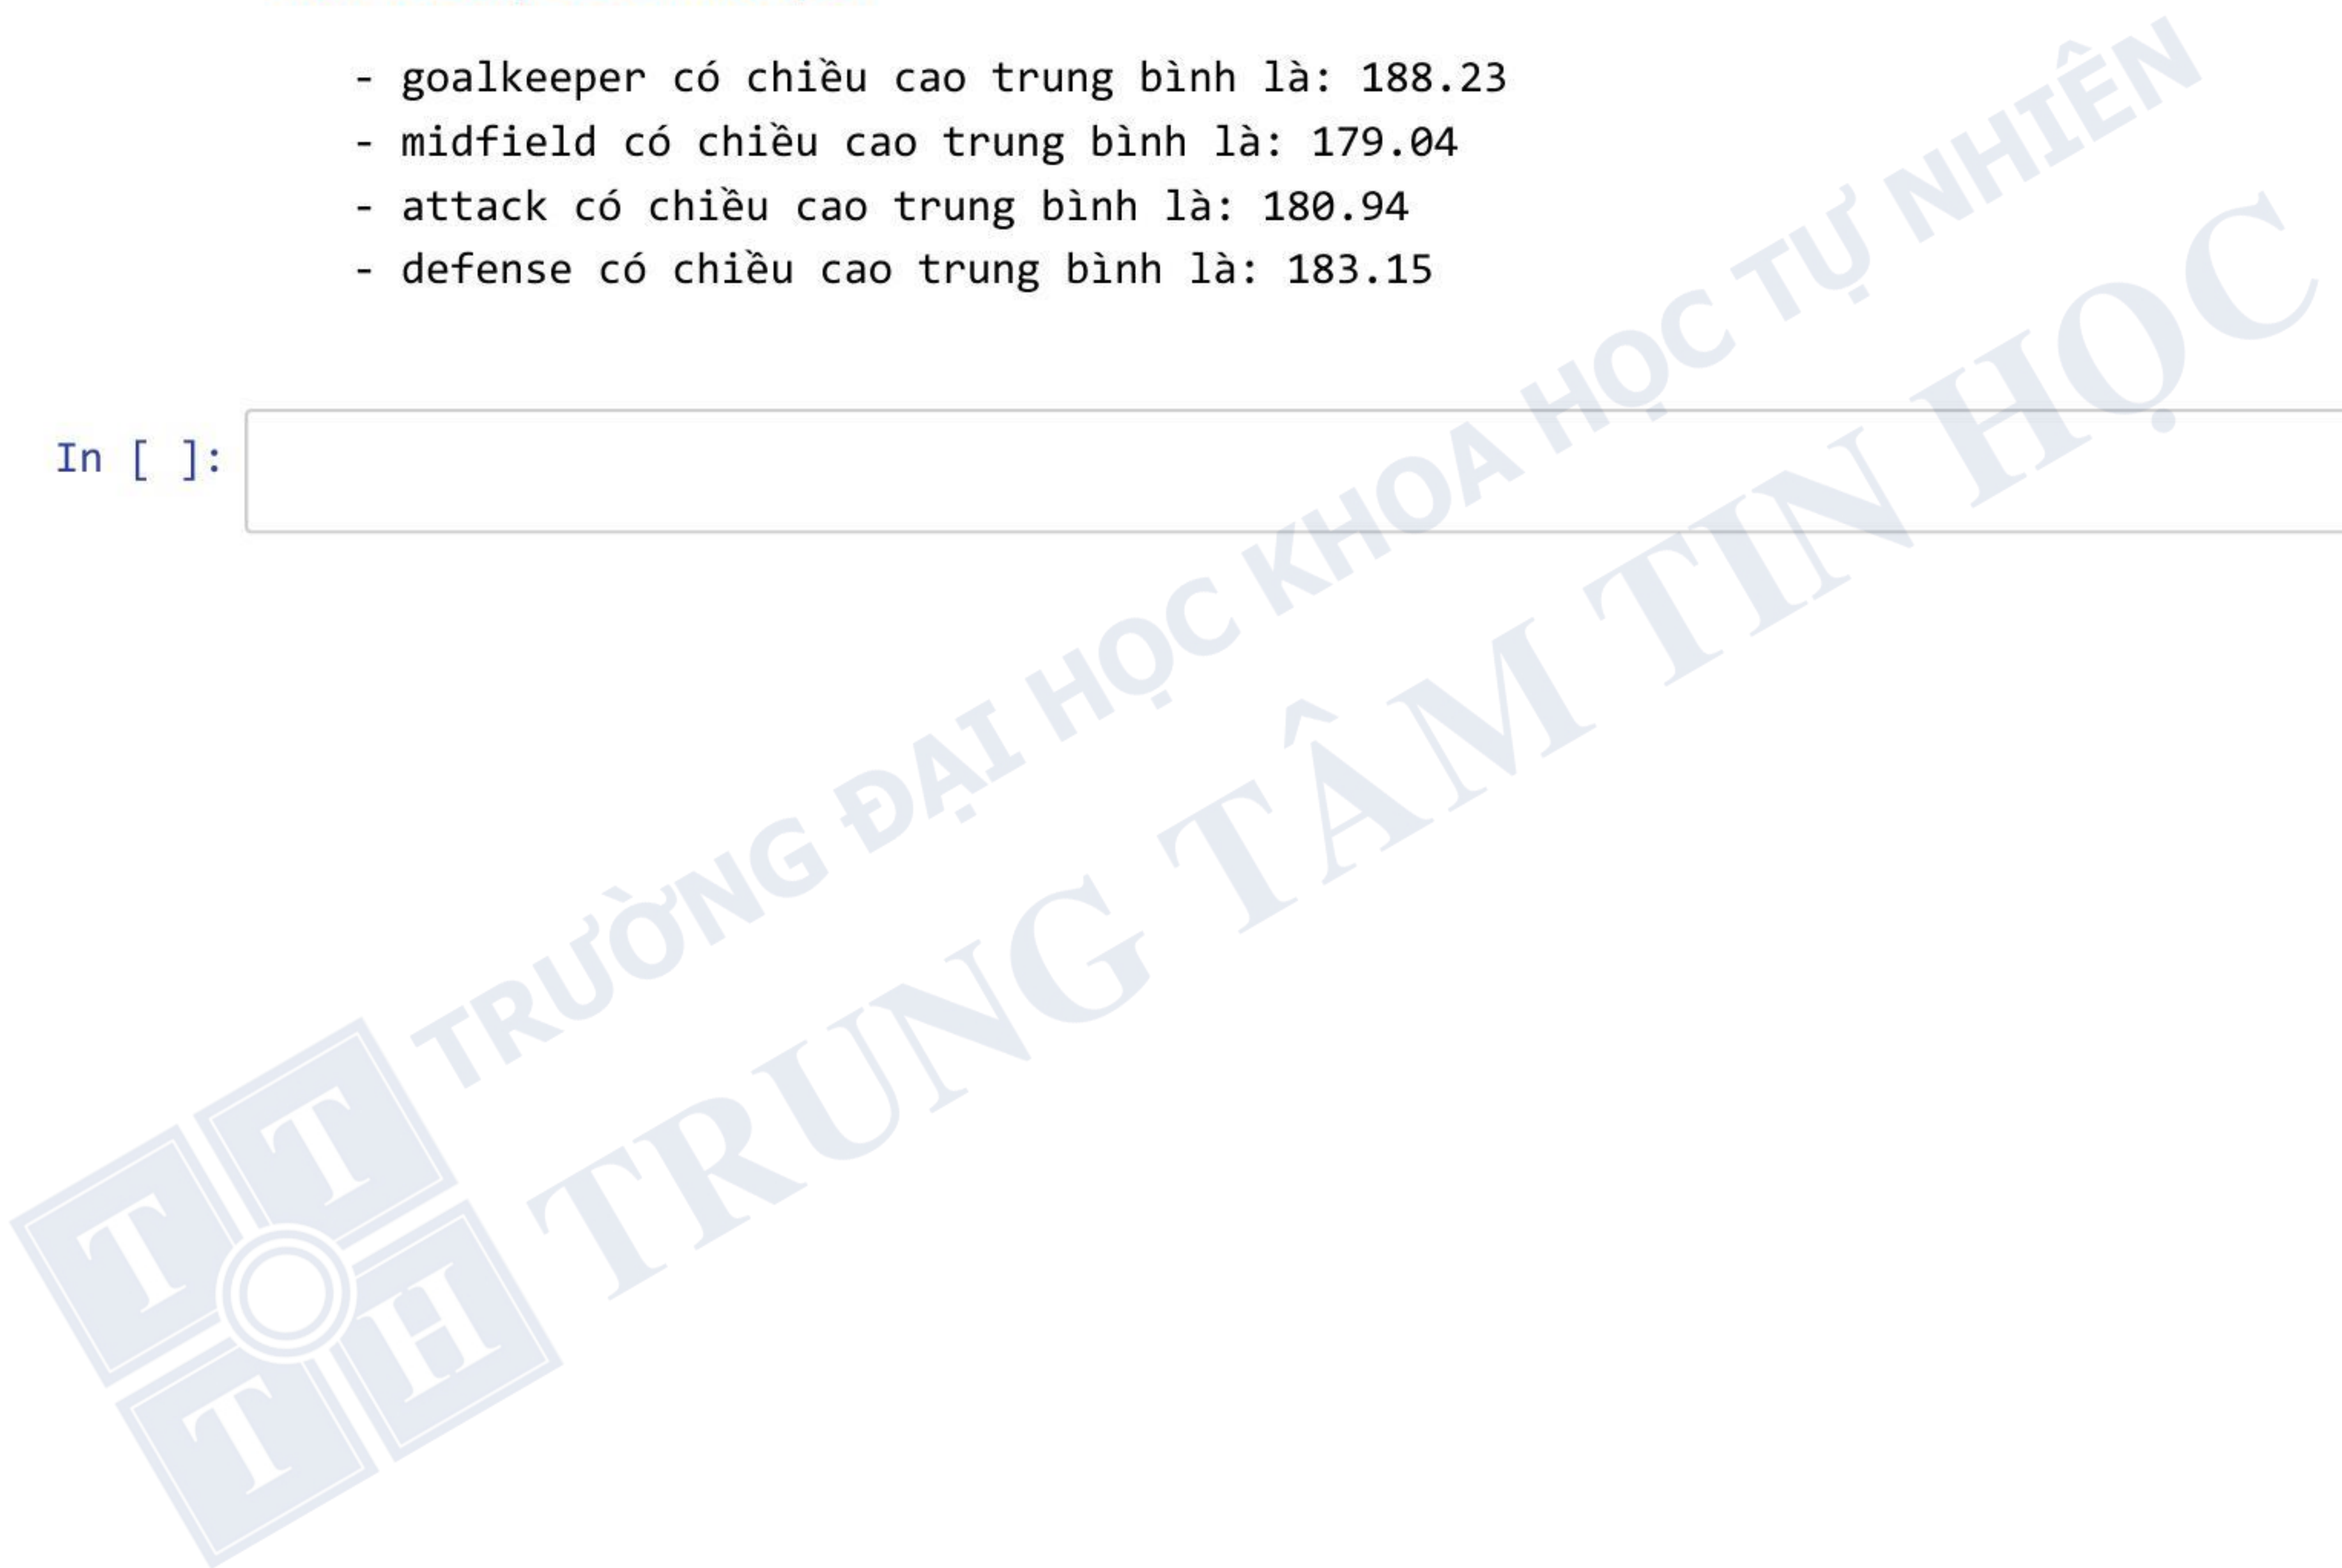 - goalkeeper có chiều cao trung bình là: 188.23
- midfield có chiều cao trung bình là: 179.04
- attack có chiều cao trung bình là: 180.94
- defense có chiều cao trung bình là: 183.15
In [ ]:
TRƯỜNG ĐẠI HỌC KHOA HỌC TỰ NHIÊN
TRUNG TÂM TIN HỌC
T T
T H